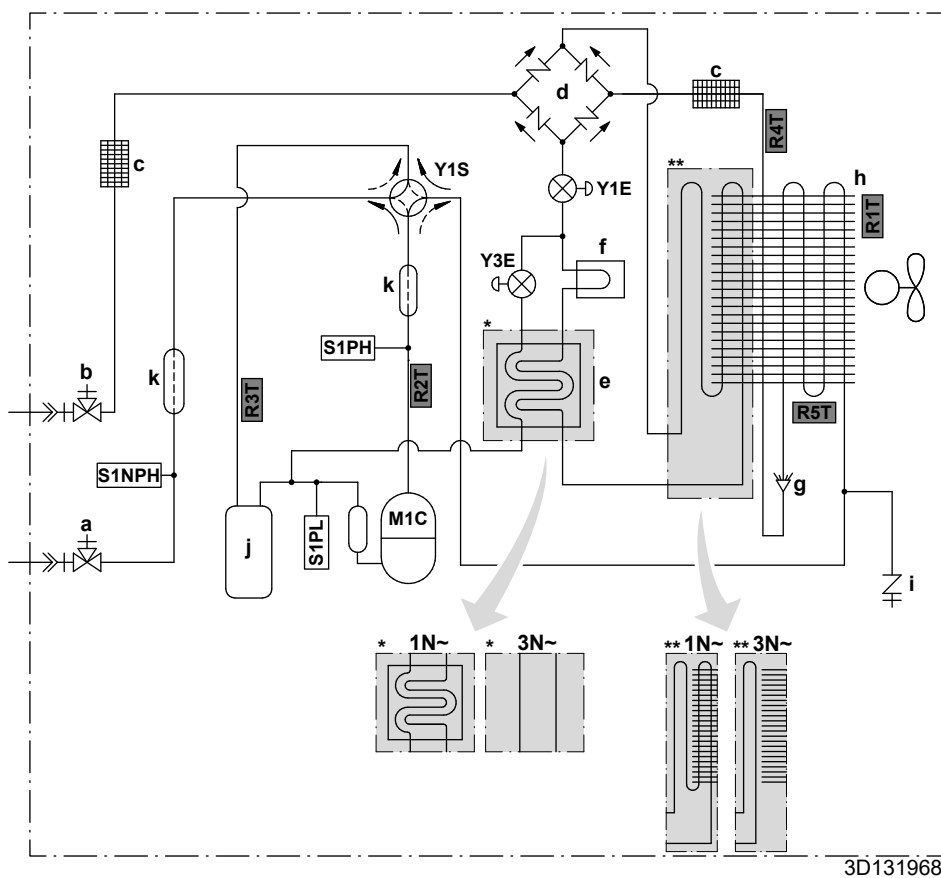 c
d
R4T
c
Y1S
**
h
R1T
Y1E
f
Y3E
k
*
S1PH
e
b
k
R3T
R2T
R5T
S1NPH
g
M1C
a
j
S1PL
i
* 1N~
* 3N~
** 1N~
** 3N~
3D131968